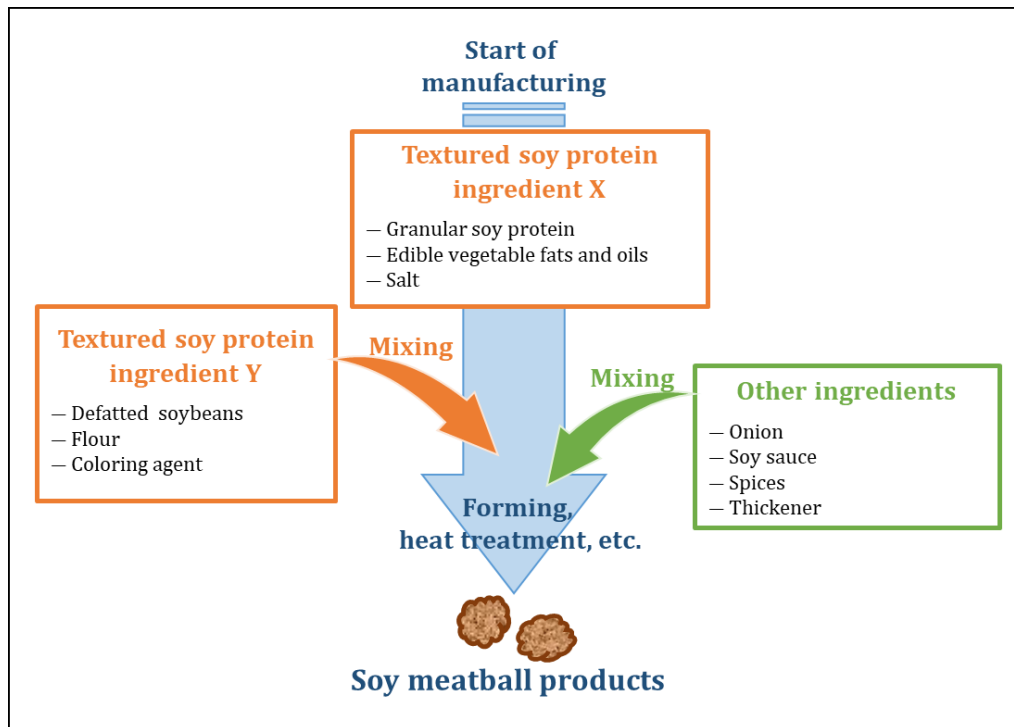 Start of
manufacturing
Textured soy protein
ingredient X
— Granular soy protein
— Edible vegetable fats and oils
— Salt
Textured soy protein
ingredient Y
— Defatted soybeans
— Flour
— Coloring agent
Mixing
Mixing
Other ingredients
— Onion
— Soy sauce
— Spices
— Thickener
Forming,
heat treatment, etc.
Soy meatball products